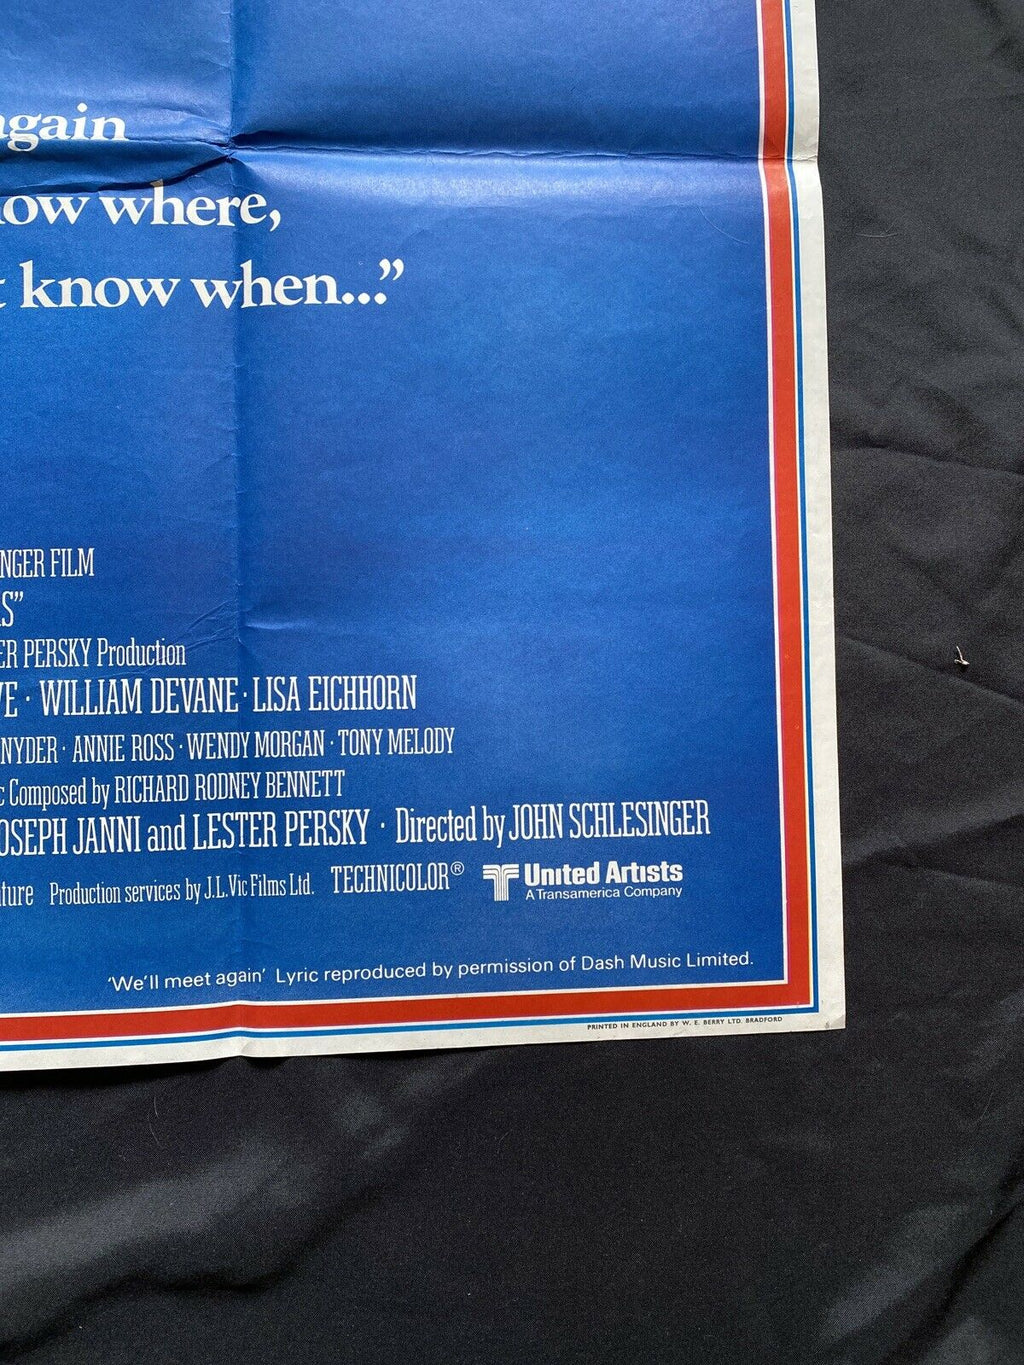 again
ow where,
t know when..."
NGER FILM
S"
ER PERSKY Production
VE · WILLIAM DEVANE · LISA EICHHORN
NYDER · ANNIE ROSS · WENDY MORGAN · TONY MELODY
c Composed by RICHARD RODNEY BENNETT
OSEPH JANNI and LESTER PERSKY · Directed by JOHN SCHLESINGER
ture Production services by J.L.Vic Films Ltd. TECHNICOLOR® United Artists
A Transamerica Company
'We'll meet again' Lyric reproduced by permission of Dash Music Limited.
PRINTED IN ENGLAND BY W. E. BERRY LTD. BRADFORD